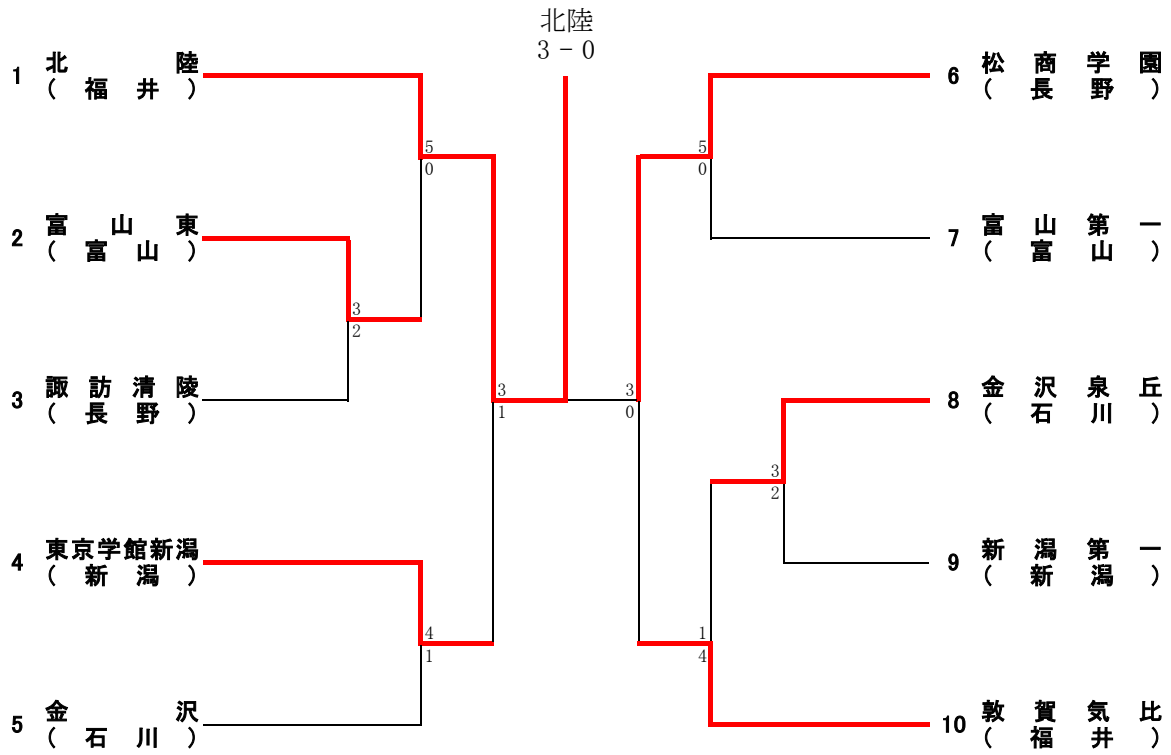 北陸
3-0
1 北陸
(福井)
5
0
2 富山東
(富山)
3
2
3 諏訪清陵
(長野)
3
1
4 東京学館新潟
(新潟)
4
1
5 金沢
(石川)
6 松商学園
(長野)
5
0
7 富山第一
(富山)
3
0
8 金沢泉丘
(石川)
3
2
9 新潟第一
(新潟)
1
4
10 敦賀気比
(福井)